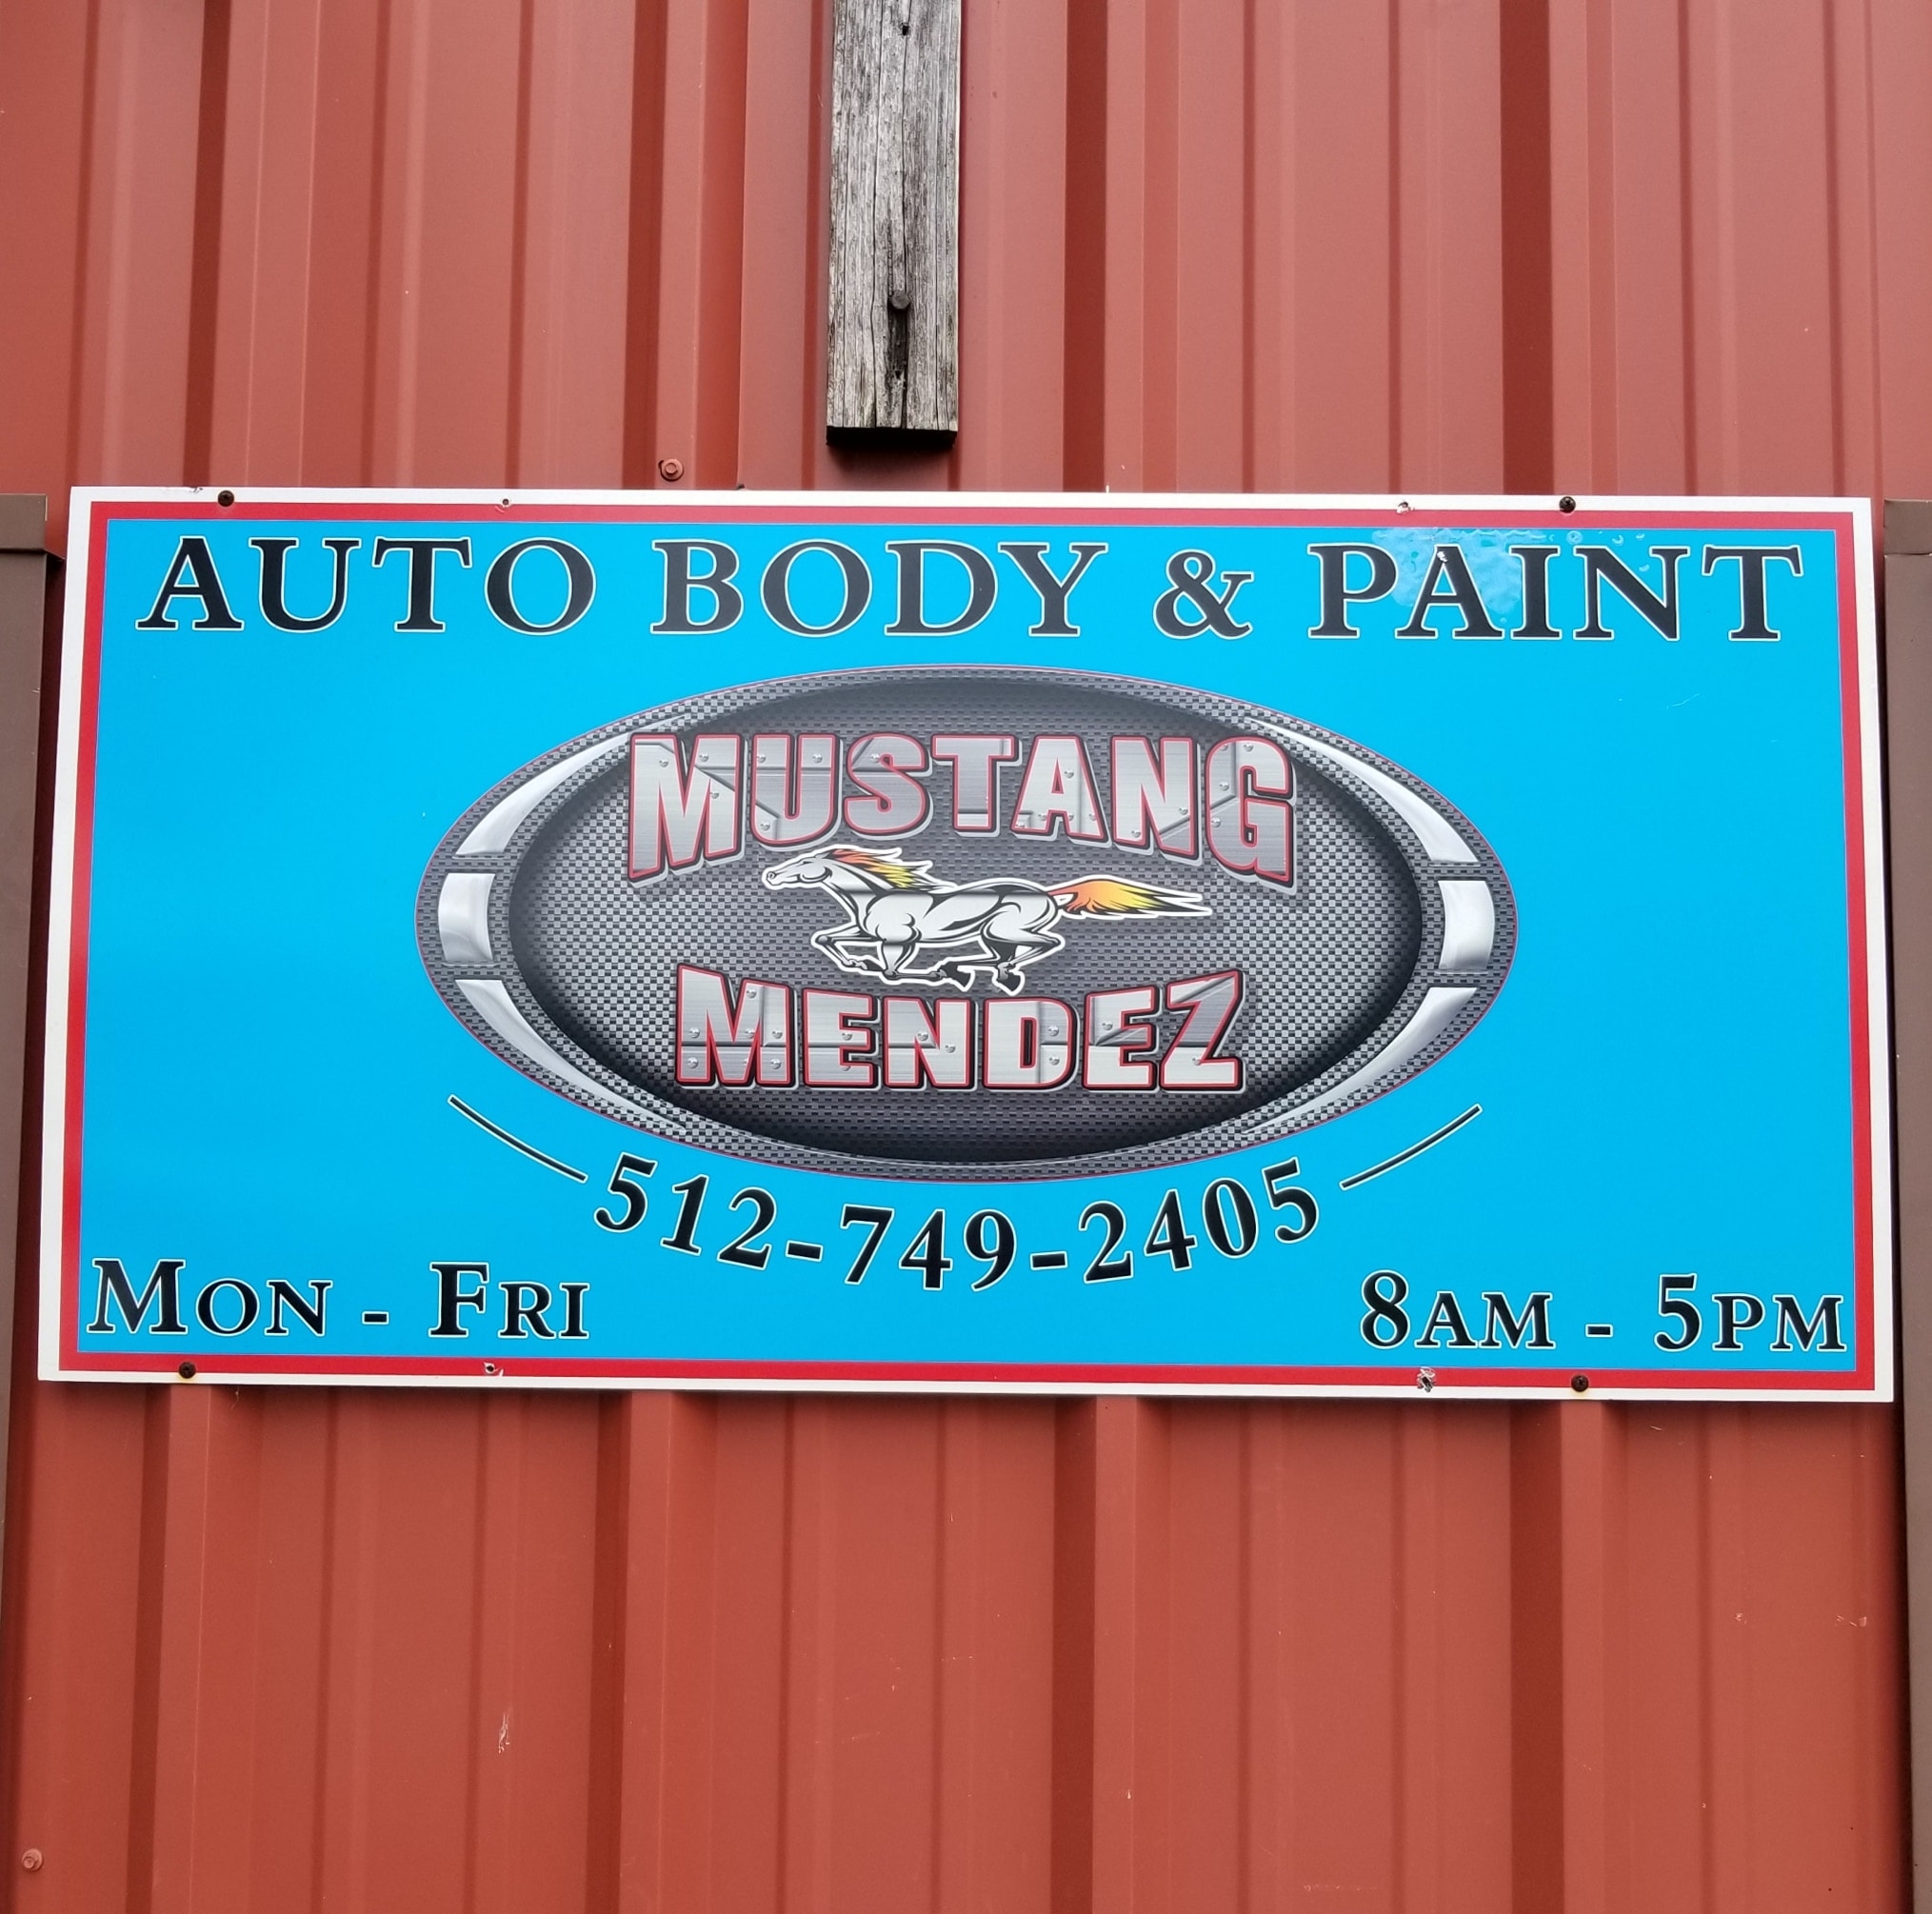 AUTO BODY & PAINT
MUSTANG
MENDEZ
512-749-2405
MON - FRI
8AM - 5PM